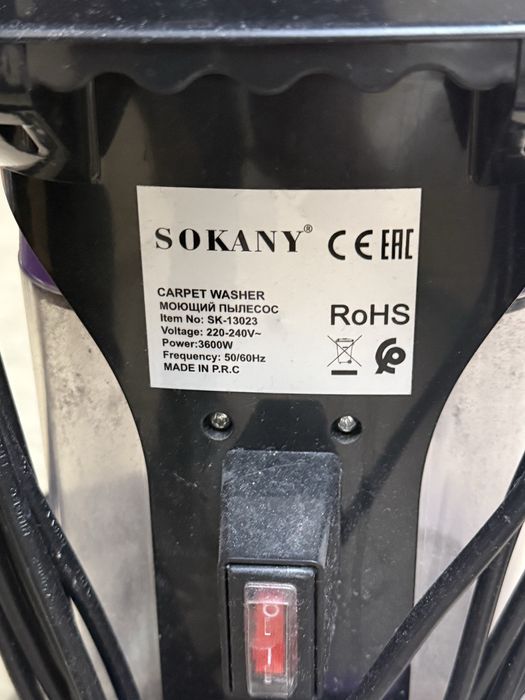 SOKANY® CE EAC
CARPET WASHER
МОЮЩИЙ ПЫЛЕСОС
Item No: SK-13023
Voltage: 220-240V~
Power:3600W
Frequency: 50/60Hz
MADE IN P.R.C
RoHS